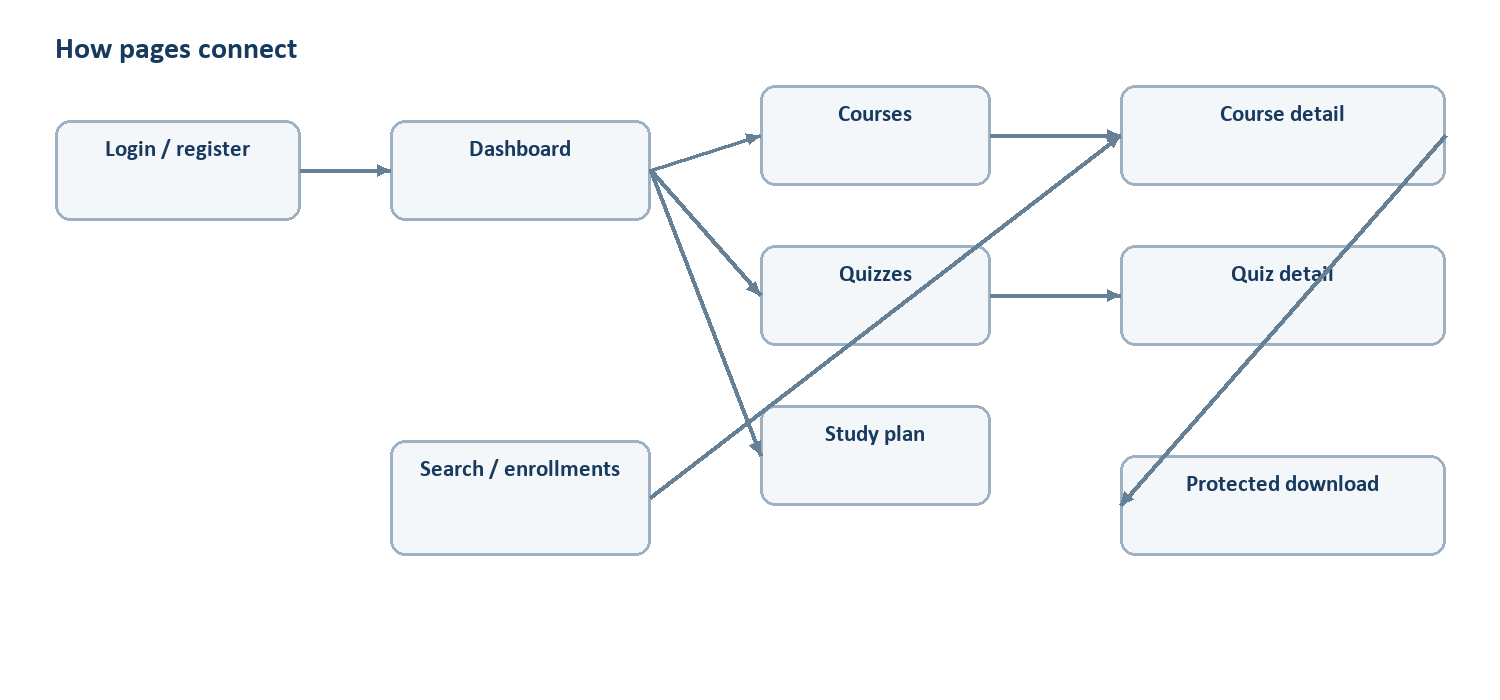 How pages connect
Login / register
Dashboard
Courses
Course detail
Quizzes
Quiz detail
Study plan
Search / enrollments
Protected download